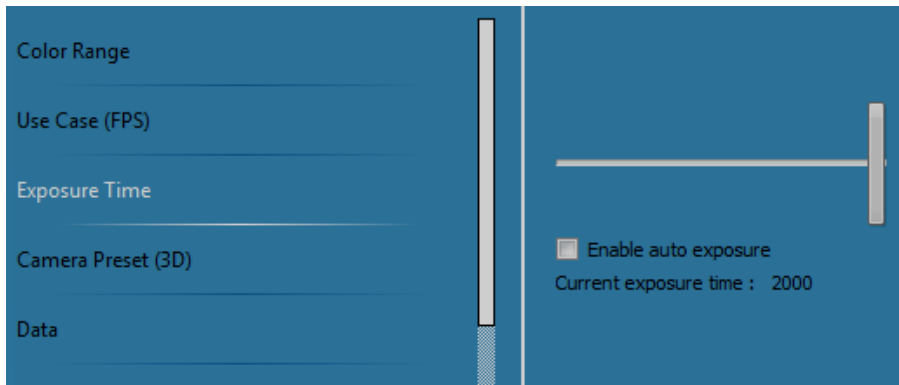 Color Range
Use Case (FPS)
Exposure Time
Camera Preset (3D)
Data
Enable auto exposure
Current exposure time : 2000